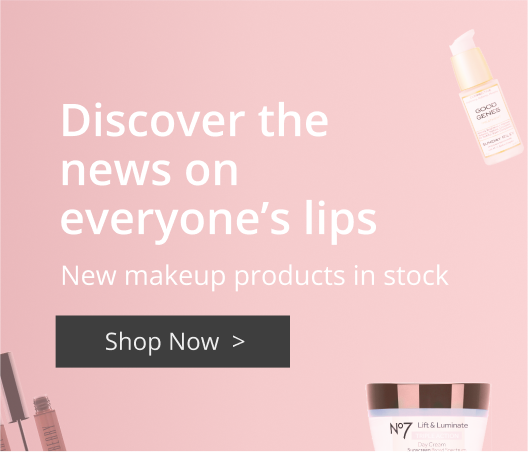 Discover the
news on
everyone’s lips
New makeup products in stock
Shop Now >
GOOD
GENES
No7 Lift & Luminate
Day Cream